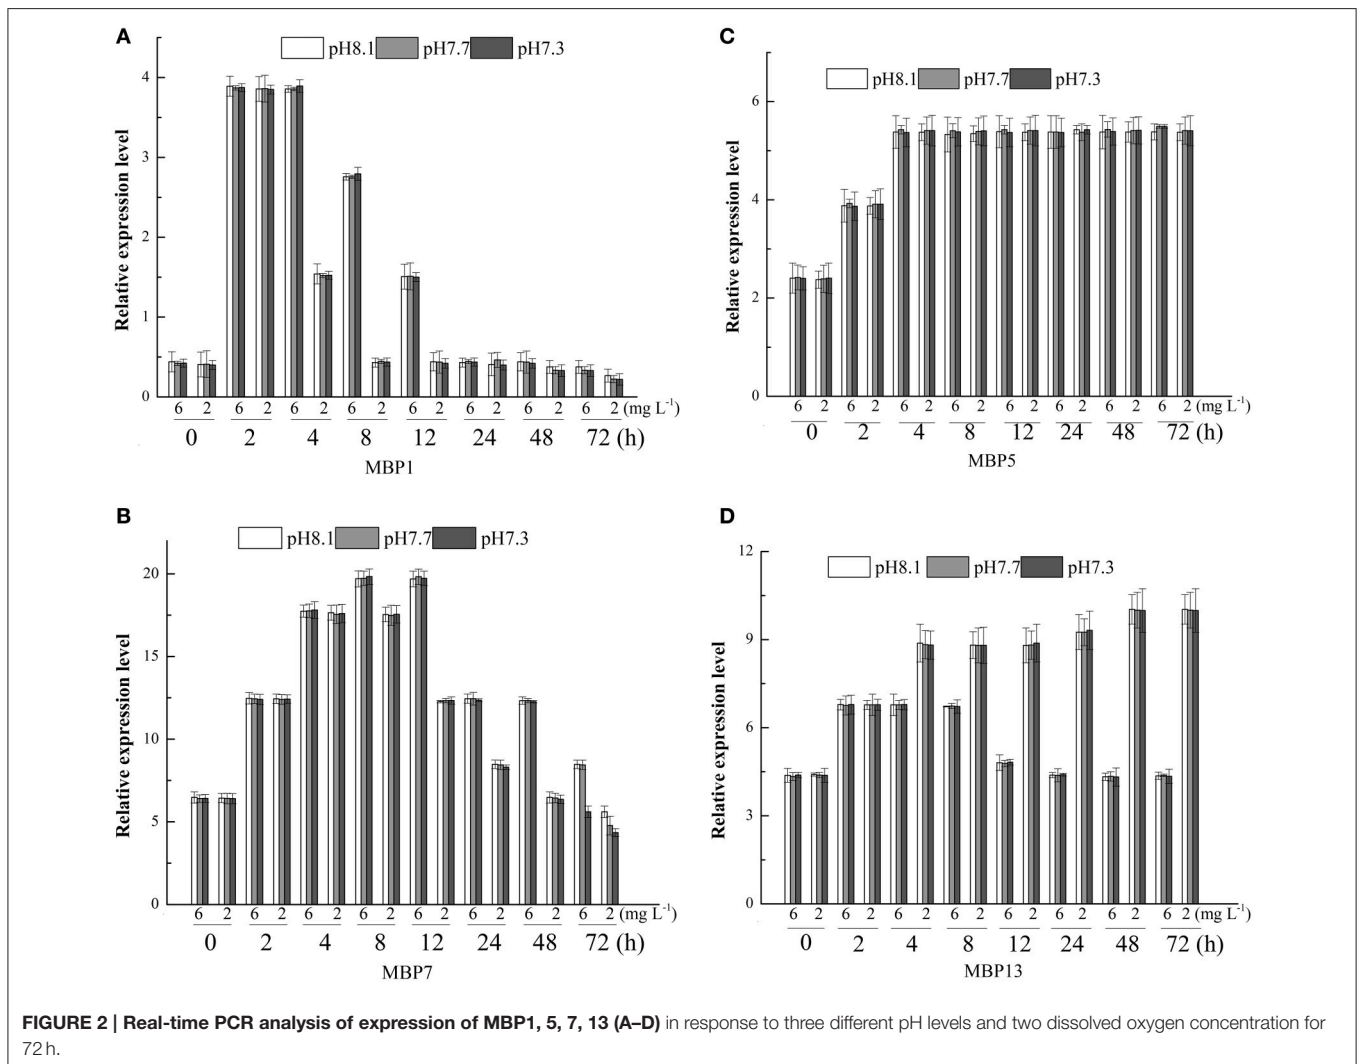 A
pH8.1 pH7.7 pH7.3
Relative expression level
4
3
2
1
0
6 2 6 2 6 2 6 2 6 2 6 2 6 2 6 2 (mg L⁻¹)
0 2 4 8 12 24 48 72 (h)
MBP1
C
pH8.1 pH7.7 pH7.3
Relative expression level
6
4
2
0
6 2 6 2 6 2 6 2 6 2 6 2 6 2 6 2 (mg L⁻¹)
0 2 4 8 12 24 48 72 (h)
MBP5
B
pH8.1 pH7.7 pH7.3
Relative expression level
20
15
10
5
0
6 2 6 2 6 2 6 2 6 2 6 2 6 2 6 2 (mg L⁻¹)
0 2 4 8 12 24 48 72 (h)
MBP7
D
pH8.1 pH7.7 pH7.3
Relative expression level
12
9
6
3
0
6 2 6 2 6 2 6 2 6 2 6 2 6 2 6 2 (mg L⁻¹)
0 2 4 8 12 24 48 72 (h)
MBP13
FIGURE 2 | Real-time PCR analysis of expression of MBP1, 5, 7, 13 (A–D) in response to three different pH levels and two dissolved oxygen concentration for
72 h.